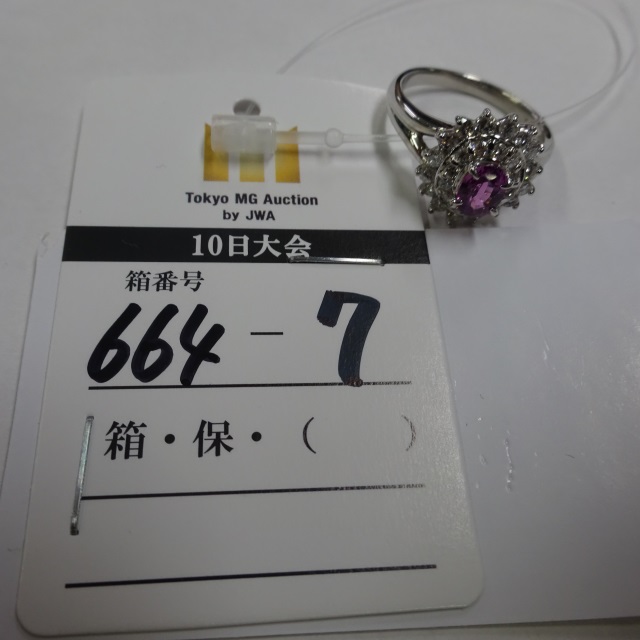 Tokyo MG Auction
by JWA
10日大会
箱番号
664 - 7
箱・保・(　　)